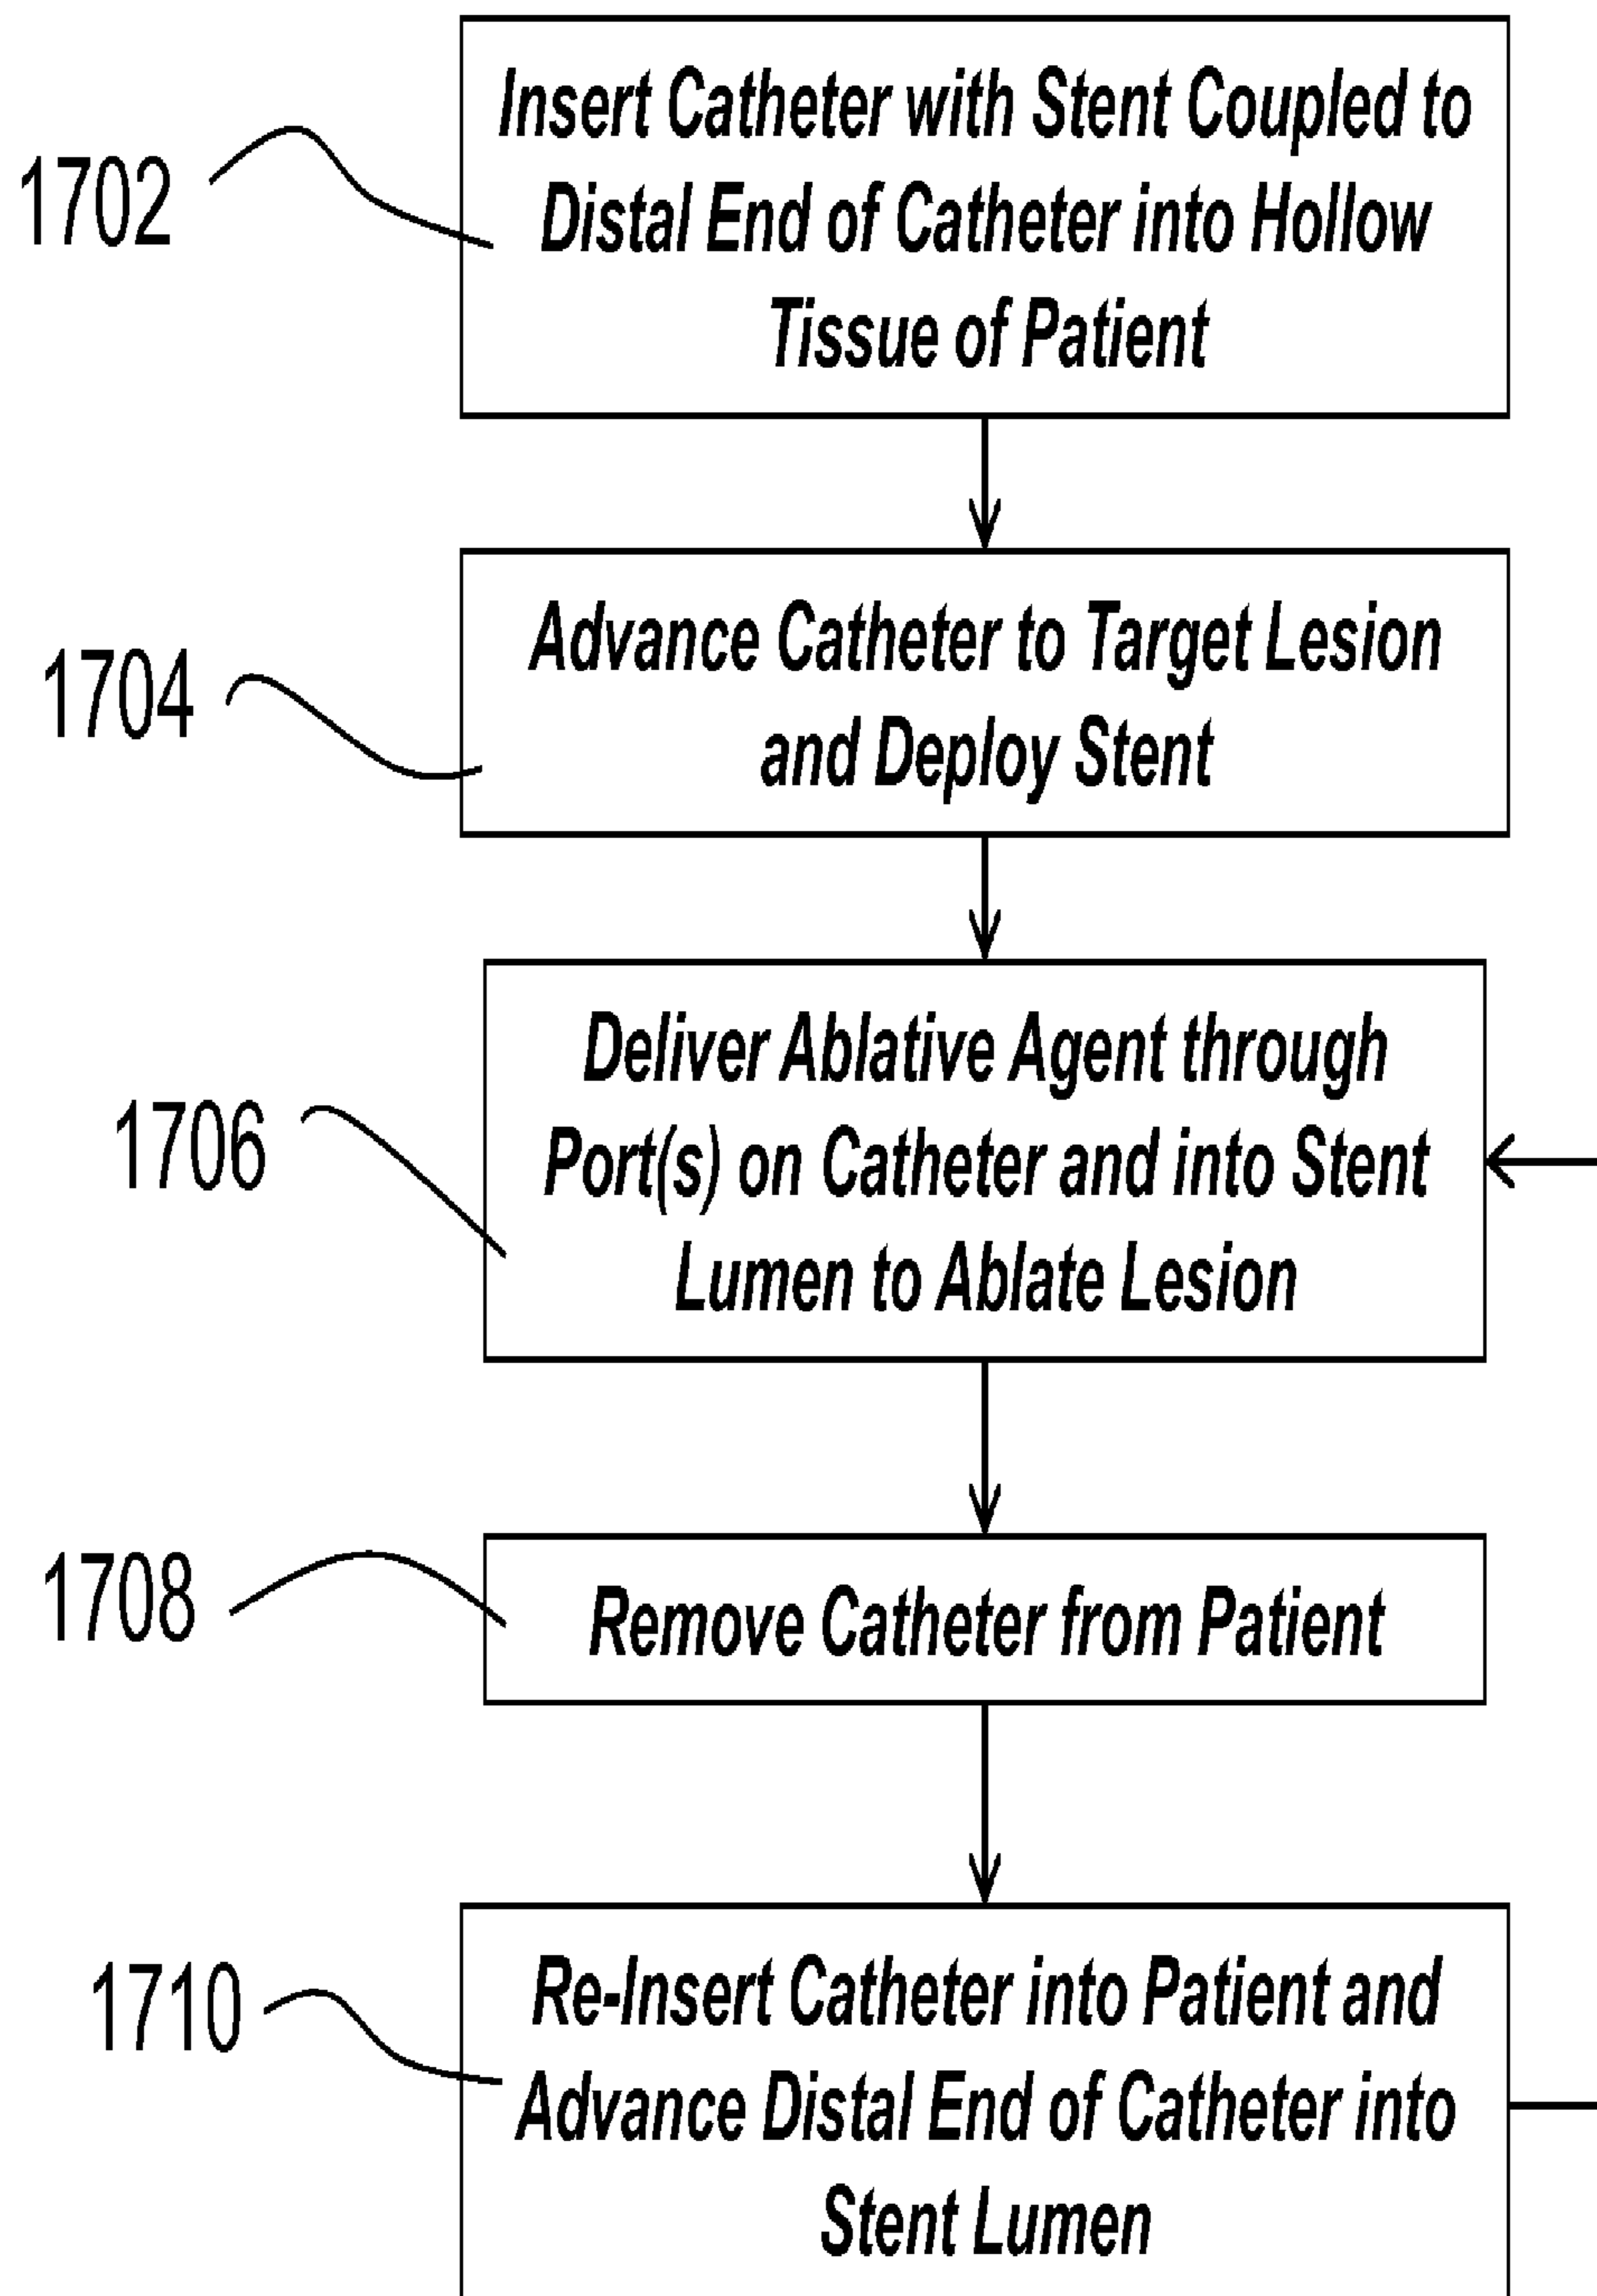 1702
Insert Catheter with Stent Coupled to
Distal End of Catheter into Hollow
Tissue of Patient
1704
Advance Catheter to Target Lesion
and Deploy Stent
1706
Deliver Ablative Agent through
Port(s) on Catheter and into Stent
Lumen to Ablate Lesion
1708
Remove Catheter from Patient
1710
Re-Insert Catheter into Patient and
Advance Distal End of Catheter into
Stent Lumen